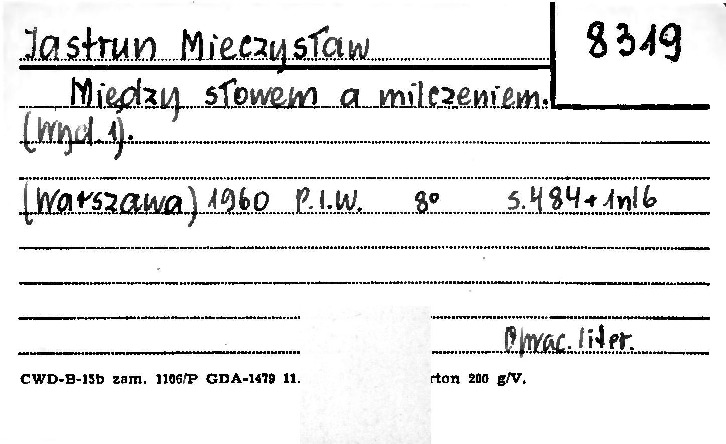 Jastrun Mieczysław
8319
Między słowem a milczeniem.
(Wyd. 1).
(Warszawa) 1960 P.I.W. 8° s. 484 + 1nlb
Oprac. liter.
CWD-B-15b zam. 1106/P GDA-1479 11. rton 200 g/V.